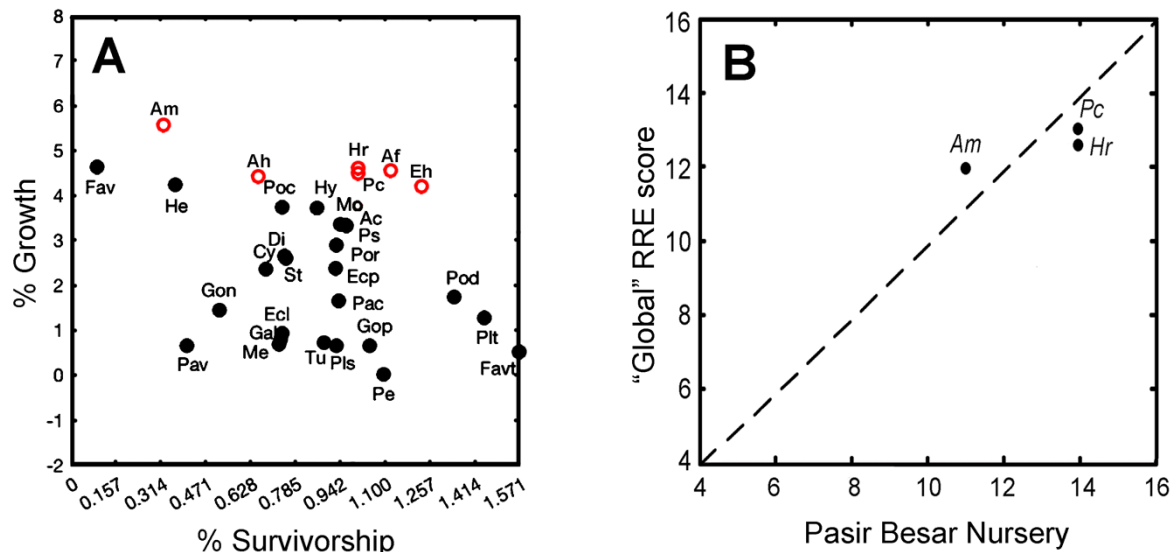 A
8
7
6
5
4
3
2
1
0
-1
-2
% Growth
Am
Fav
He
Ah
Poc
Hy
Hr
Pc
Af
Eh
Mo
Ac
Ps
Di
Cy
St
Por
Ecp
Gon
Pac
Pod
Ecl
Gal
Me
Pav
Tu
Pls
Gop
Pe
Plt
Favt
0
0.157
0.314
0.471
0.628
0.785
0.942
1.100
1.257
1.414
1.571
% Survivorship
B
16
14
12
10
8
6
4
“Global” RRE score
Am
Pc
Hr
4 6 8 10 12 14 16
Pasir Besar Nursery